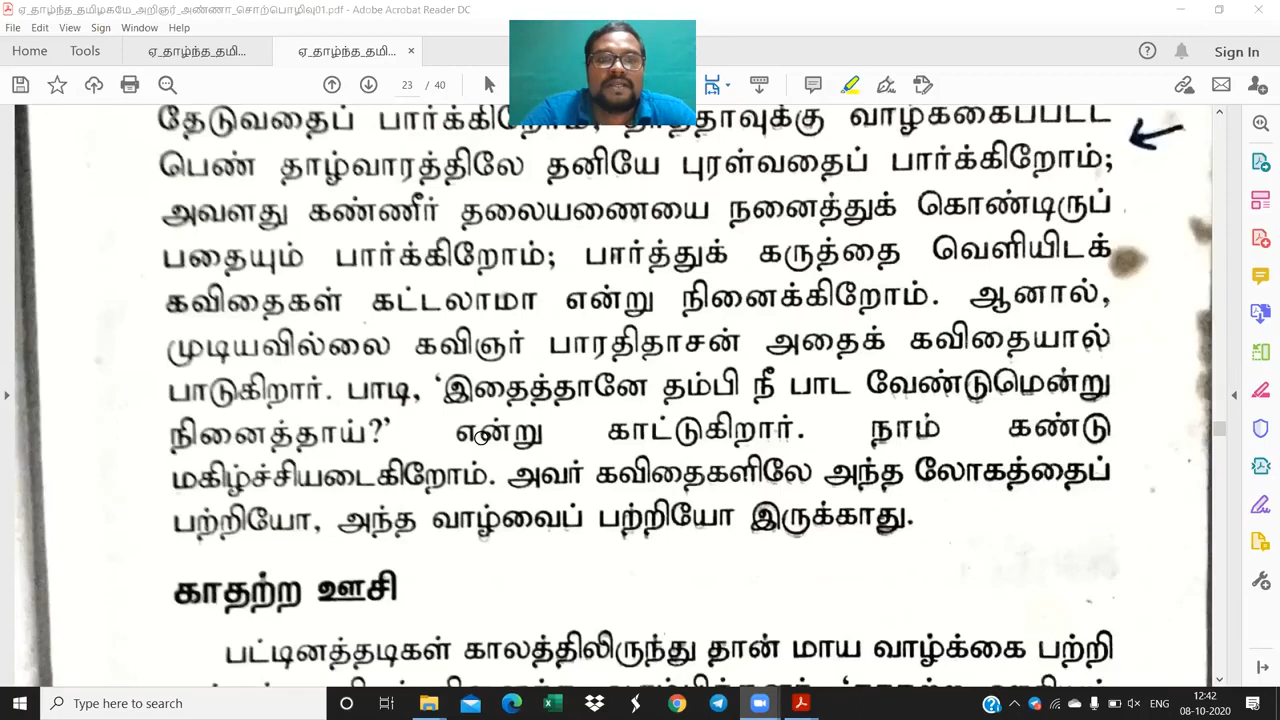 ஏ_தாழ்ந்த_தமிழகமே_அறிஞர்_அண்ணா_சொற்பொழிவு01.pdf - Adobe Acrobat Reader DC
File Edit View Sign Window Help
Home Tools ஏ_தாழ்ந்த_தமி... ஏ_தாழ்ந்த_தமி... × Sign In
23 / 40
தேடுவதைப் பார்க்கிறோம்; தாத்தாவுக்கு வாழ்க்கைப்பட்ட
பெண் தாழ்வாரத்திலே தனியே புரள்வதைப் பார்க்கிறோம்;
அவளது கண்ணீர் தலையணையை நனைத்துக் கொண்டிருப்
பதையும் பார்க்கிறோம்; பார்த்துக் கருத்தை வெளியிடக்
கவிதைகள் கட்டலாமா என்று நினைக்கிறோம். ஆனால்,
முடியவில்லை கவிஞர் பாரதிதாசன் அதைக் கவிதையால்
பாடுகிறார். பாடி, ‘இதைத்தானே தம்பி நீ பாட வேண்டுமென்று
நினைத்தாய்?’ என்று காட்டுகிறார். நாம் கண்டு
மகிழ்ச்சியடைகிறோம். அவர் கவிதைகளிலே அந்த லோகத்தைப்
பற்றியோ, அந்த வாழ்வைப் பற்றியோ இருக்காது.
காதற்ற ஊசி
பட்டினத்தடிகள் காலத்திலிருந்து தான் மாய வாழ்க்கை பற்றி
Type here to search ENG 12:42
08-10-2020